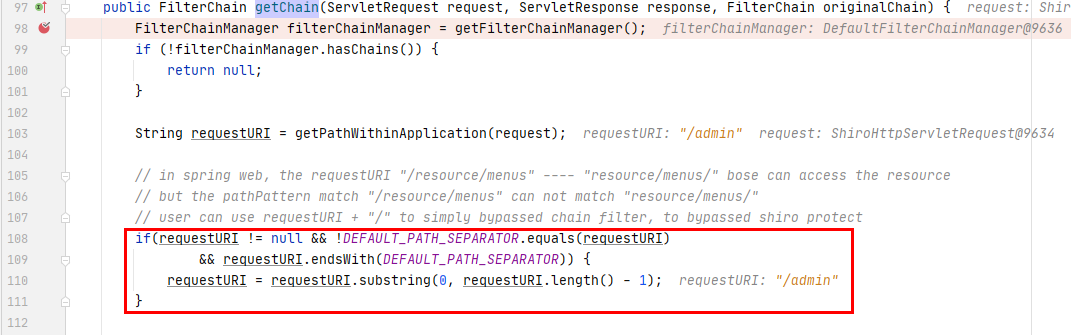 97 public FilterChain getChain(ServletRequest request, ServletResponse response, FilterChain originalChain) { request: Shiro
98 FilterChainManager filterChainManager = getFilterChainManager(); filterChainManager: DefaultFilterChainManager@9636
99 if (!filterChainManager.hasChains()) {
100 return null;
101 }
102
103 String requestURI = getPathWithinApplication(request); requestURI: "/admin" request: ShiroHttpServletRequest@9634
104
105 // in spring web, the requestURI "/resource/menus" ---- "resource/menus/" bose can access the resource
106 // but the pathPattern match "/resource/menus" can not match "resource/menus/"
107 // user can use requestURI + "/" to simply bypassed chain filter, to bypassed shiro protect
108 if(requestURI != null && !DEFAULT_PATH_SEPARATOR.equals(requestURI)
109 && requestURI.endsWith(DEFAULT_PATH_SEPARATOR)) {
110 requestURI = requestURI.substring(0, requestURI.length() - 1); requestURI: "/admin"
111 }
112